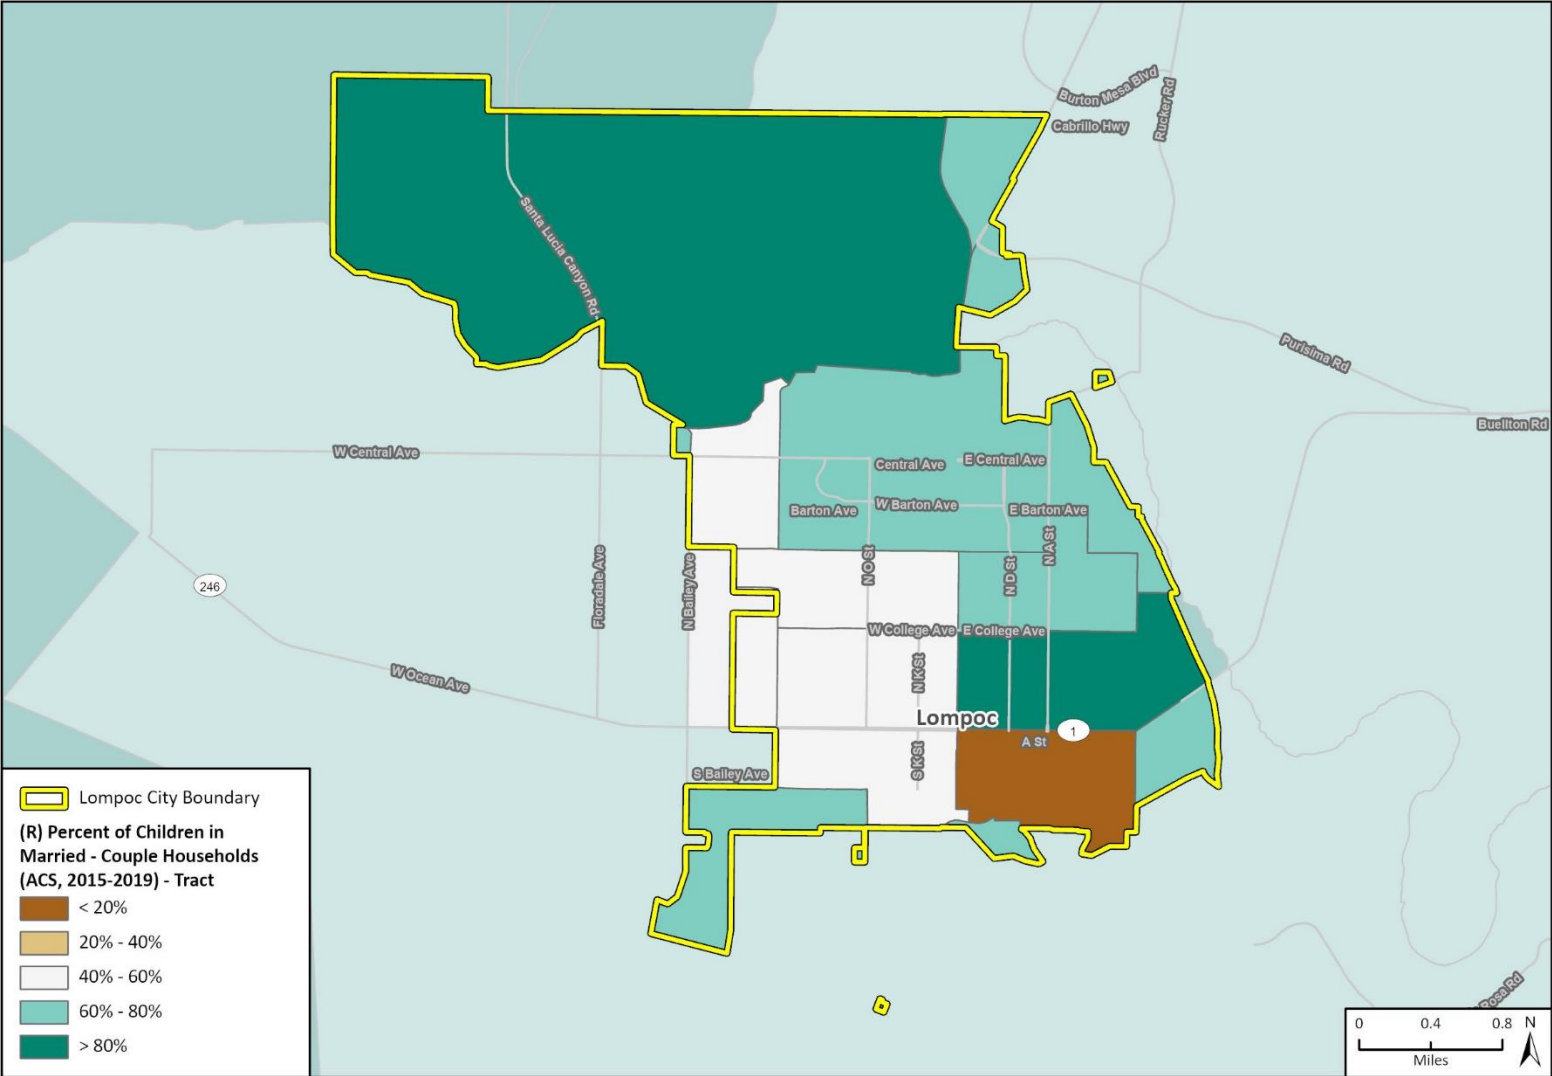 Burton Mesa Blvd
Rucker Rd
Cabrillo Hwy
Santa Lucia Canyon Rd
Purisima Rd
Buellton Rd
W Central Ave
Central Ave
E Central Ave
Barton Ave
W Barton Ave
E Barton Ave
N A St
Floradale Ave
N Bailey Ave
N O St
N D St
246
W College Ave
E College Ave
N K St
W Ocean Ave
Lompoc
1
A St
S K St
S Bailey Ave
Rosa Rd
Lompoc City Boundary
(R) Percent of Children in
Married - Couple Households
(ACS, 2015-2019) - Tract
< 20%
20% - 40%
40% - 60%
60% - 80%
> 80%
0 0.4 0.8 N
Miles